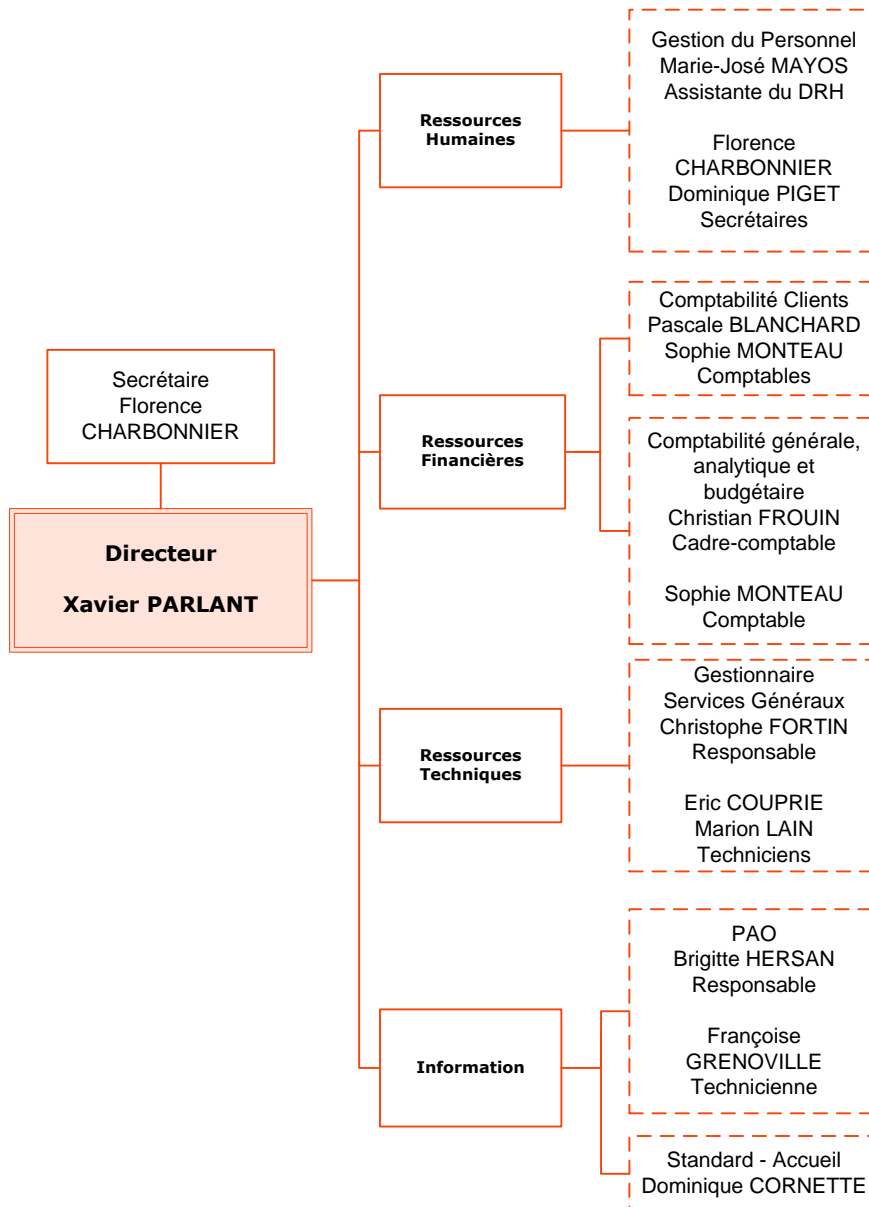 Secrétaire
Florence
CHARBONNIER
Directeur
Xavier PARLANT
Ressources
Humaines
Gestion du Personnel
Marie-José MAYOS
Assistante du DRH
Florence
CHARBONNIER
Dominique PIGET
Secrétaires
Ressources
Financières
Comptabilité Clients
Pascale BLANCHARD
Sophie MONTEAU
Comptables
Comptabilité générale,
analytique et
budgétaire
Christian FROUIN
Cadre-comptable
Sophie MONTEAU
Comptable
Ressources
Techniques
Gestionnaire
Services Généraux
Christophe FORTIN
Responsable
Eric COUPRIE
Marion LAIN
Techniciens
Information
PAO
Brigitte HERSAN
Responsable
Françoise
GRENOVILLE
Technicienne
Standard - Accueil
Dominique CORNETTE